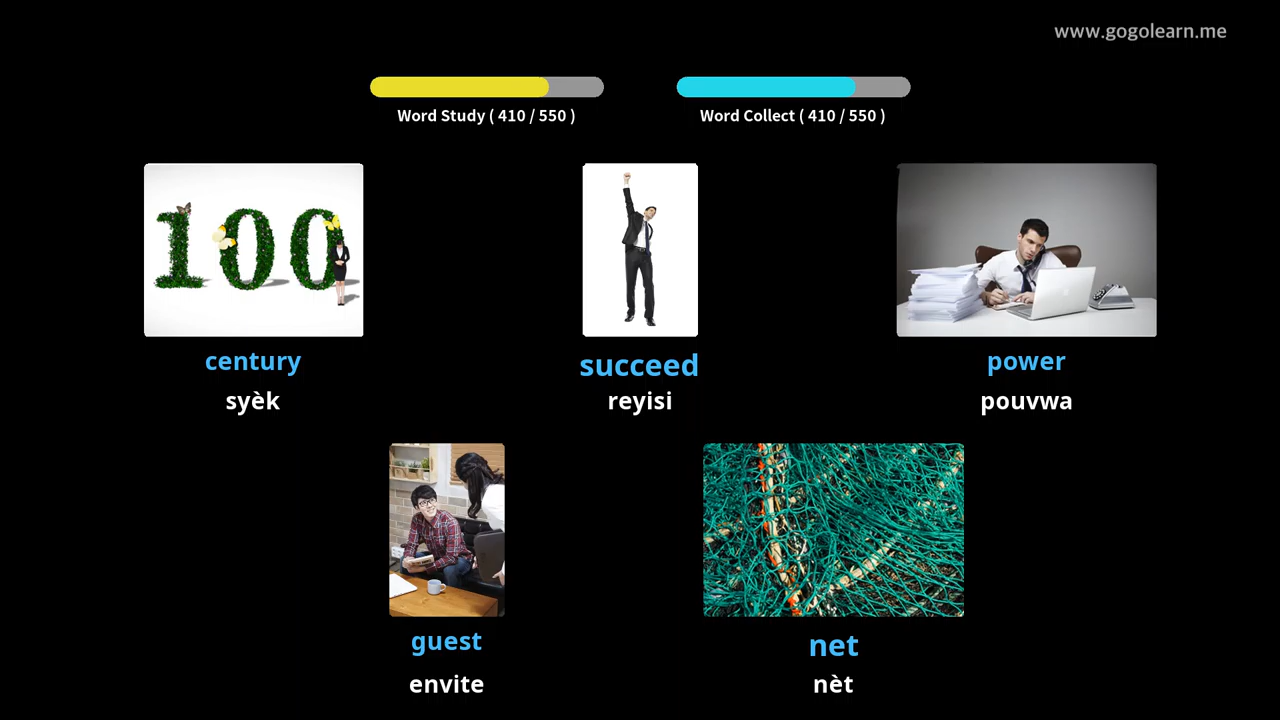 www.gogolearn.me
Word Study ( 410 / 550 )
Word Collect ( 410 / 550 )
century
succeed
power
syèk
reyisi
pouvwa
guest
net
envite
nèt